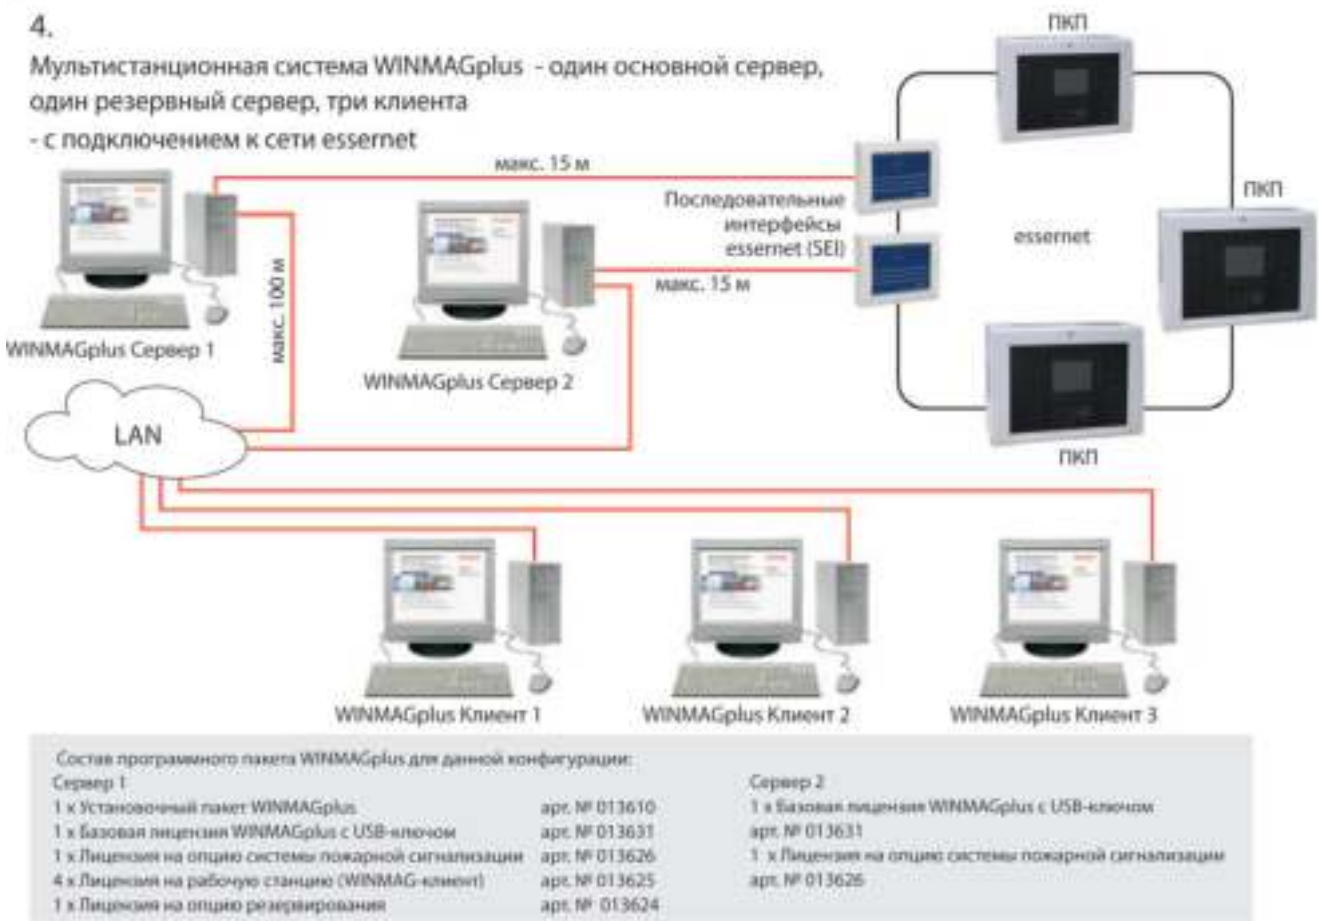 4.
Мультистанционная система WINMAGplus - один основной сервер,
один резервный сервер, три клиента
- с подключением к сети essernet
ПКП
макс. 15 м
Последовательные
интерфейсы
essernet (SEI)
essernet
ПКП
макс. 15 м
макс. 100 м
WINMAGplus Сервер 1
WINMAGplus Сервер 2
LAN
ПКП
WINMAGplus Клиент 1
WINMAGplus Клиент 2
WINMAGplus Клиент 3
Состав программного пакета WINMAGplus для данной конфигурации:
Сервер 1
1 x Установочный пакет WINMAGplus арт. № 013610
1 x Базовая лицензия WINMAGplus с USB-ключом арт. № 013631
1 x Лицензия на опцию системы пожарной сигнализации арт. № 013626
4 x Лицензия на рабочую станцию (WINMAG-клиент) арт. № 013625
1 x Лицензия на опцию резервирования арт. № 013624
Сервер 2
1 x Базовая лицензия WINMAGplus с USB-ключом
арт. № 013631
1 x Лицензия на опцию системы пожарной сигнализации
арт. № 013626